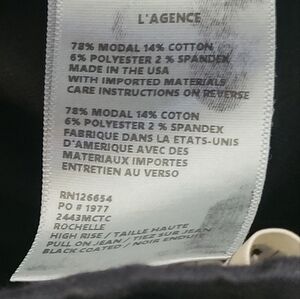 L'AGENCE
78% MODAL 14% COTTON
6% POLYESTER 2 % SPANDEX
MADE IN THE USA
WITH IMPORTED MATERIALS
CARE INSTRUCTIONS ON REVERSE
78% MODAL 14% COTTON
6% POLYESTER 2 % SPANDEX
FABRIQUE DANS LA ETATS-UNIS
D'AMERIQUE AVEC DES
MATERIAUX IMPORTES
ENTRETIEN AU VERSO
RN126654
PO # 1977
2443MCTC
ROCHELLE
HIGH RISE / TAILLE HAUTE
PULL ON JEAN / TIEZ SUR JEAN
BLACK COATED / NOIR ENDUIT